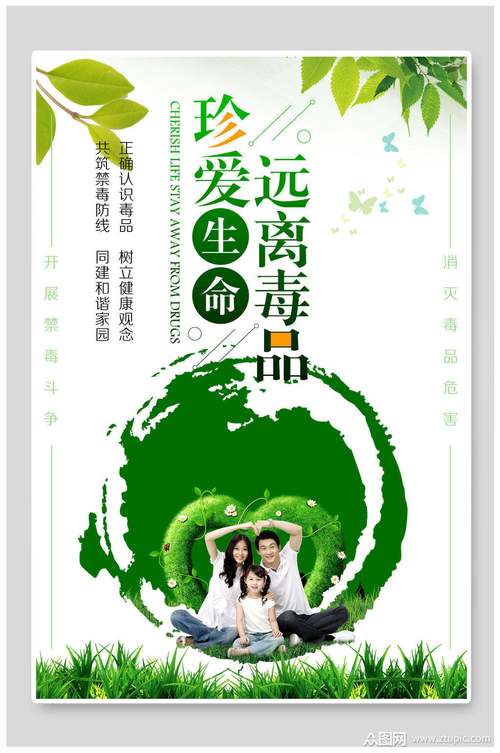 珍爱生命
远离毒品
CHERISH LIFE STAY AWAY FROM DRUGS
正确认识毒品 树立健康观念
共筑禁毒防线 同建和谐家园
开展禁毒斗争
消灭毒品危害
众图网
www.ztupic.com